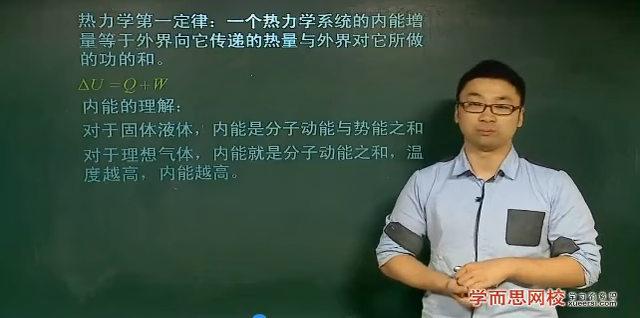 热力学第一定律：一个热力学系统的内能增
量等于外界向它传递的热量与外界对它所做
的功的和。
ΔU=Q+W
内能的理解：
对于固体液体，内能是分子动能与势能之和
对于理想气体，内能就是分子动能之和，温
度越高，内能越高。
学而思网校
xueersi.com